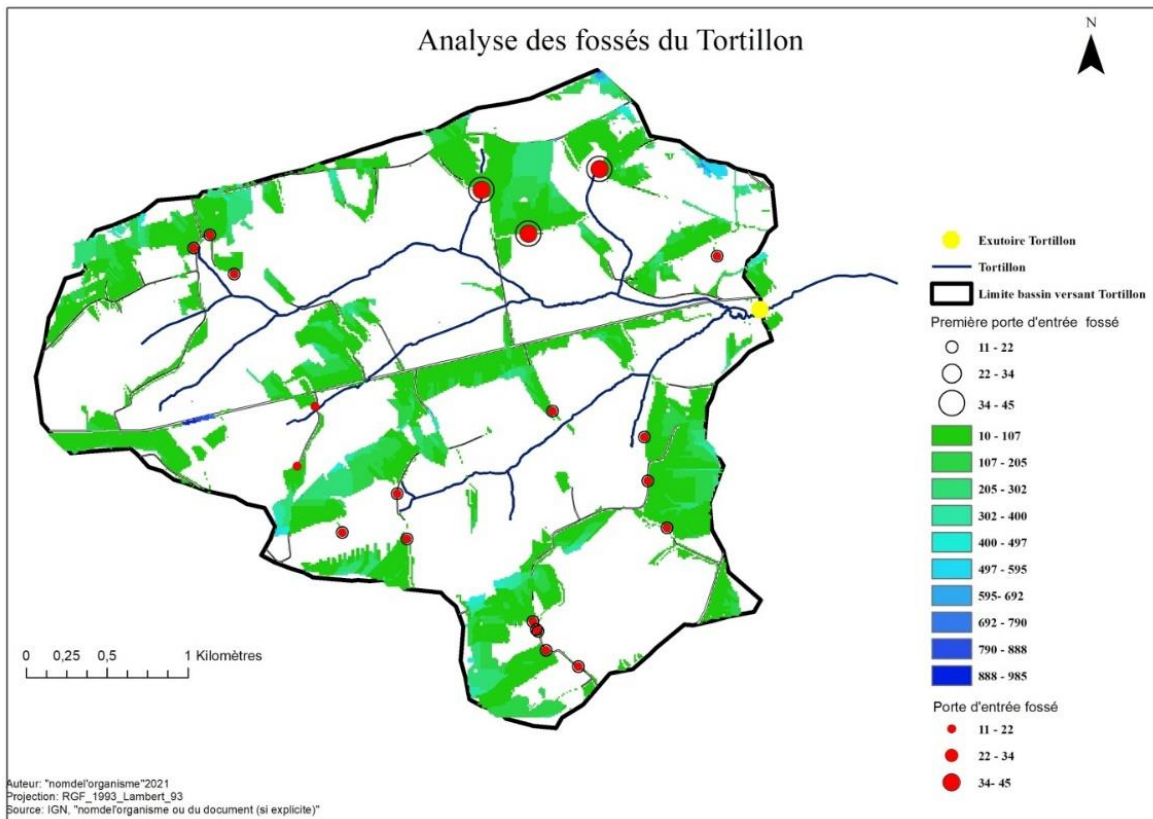 Analyse des fossés du Tortillon
N
Exutoire Tortillon
Tortillon
Limite bassin versant Tortillon
Première porte d'entrée fossé
11 - 22
22 - 34
34 - 45
10 - 107
107 - 205
205 - 302
302 - 400
400 - 497
497 - 595
595- 692
692 - 790
790 - 888
888 - 985
Porte d'entrée fossé
11 - 22
22 - 34
34- 45
0 0,25 0,5 1 Kilomètres
Auteur: "nomdel'organisme"2021
Projection: RGF_1993_Lambert_93
Source: IGN, "nomdel'organisme ou du document (si explicite)"